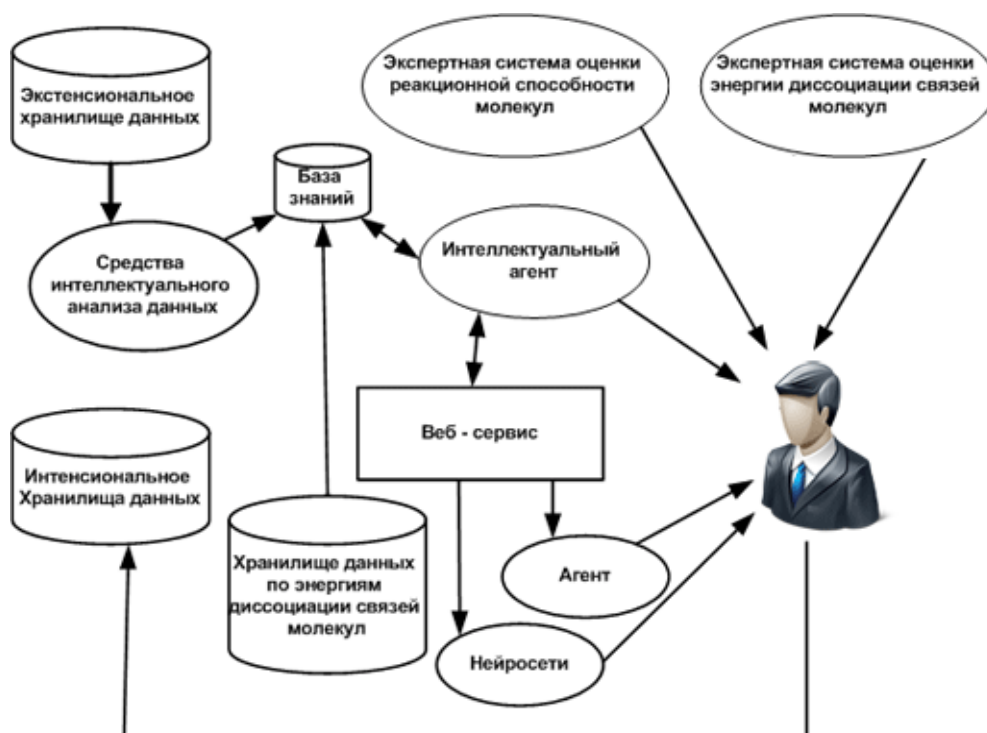 Экстенсиональное
хранилище данных
Экспертная система оценки
реакционной способности
молекул
Экспертная система оценки
энергии диссоциации связей
молекул
База
знаний
Средства
интеллектуального
анализа данных
Интеллектуальный
агент
Веб - сервис
Интенсиональное
Хранилища данных
Хранилище данных
по энергиям
диссоциации связей
молекул
Агент
Нейросети